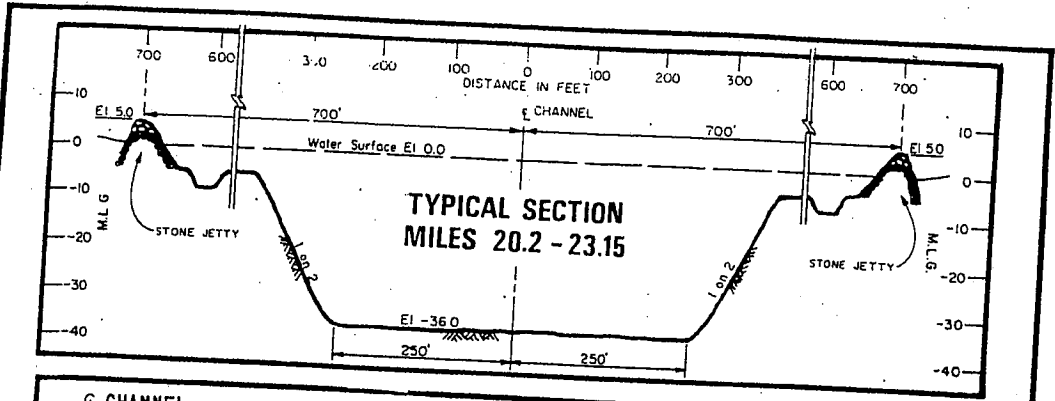 700 600 3.0 200 100 0 100 200 300 600 700
DISTANCE IN FEET
℄ CHANNEL
700' 700'
El 5.0 El 5.0
Water Surface El 0.0
10 0 -10 -20 -30 -40
M.L.G
STONE JETTY
1 on 2
TYPICAL SECTION
MILES 20.2 - 23.15
1 on 2
STONE JETTY
M.L.G.
10 0 -10 -20 -30 -40
El -36.0
250' 250'
℄ CHANNEL